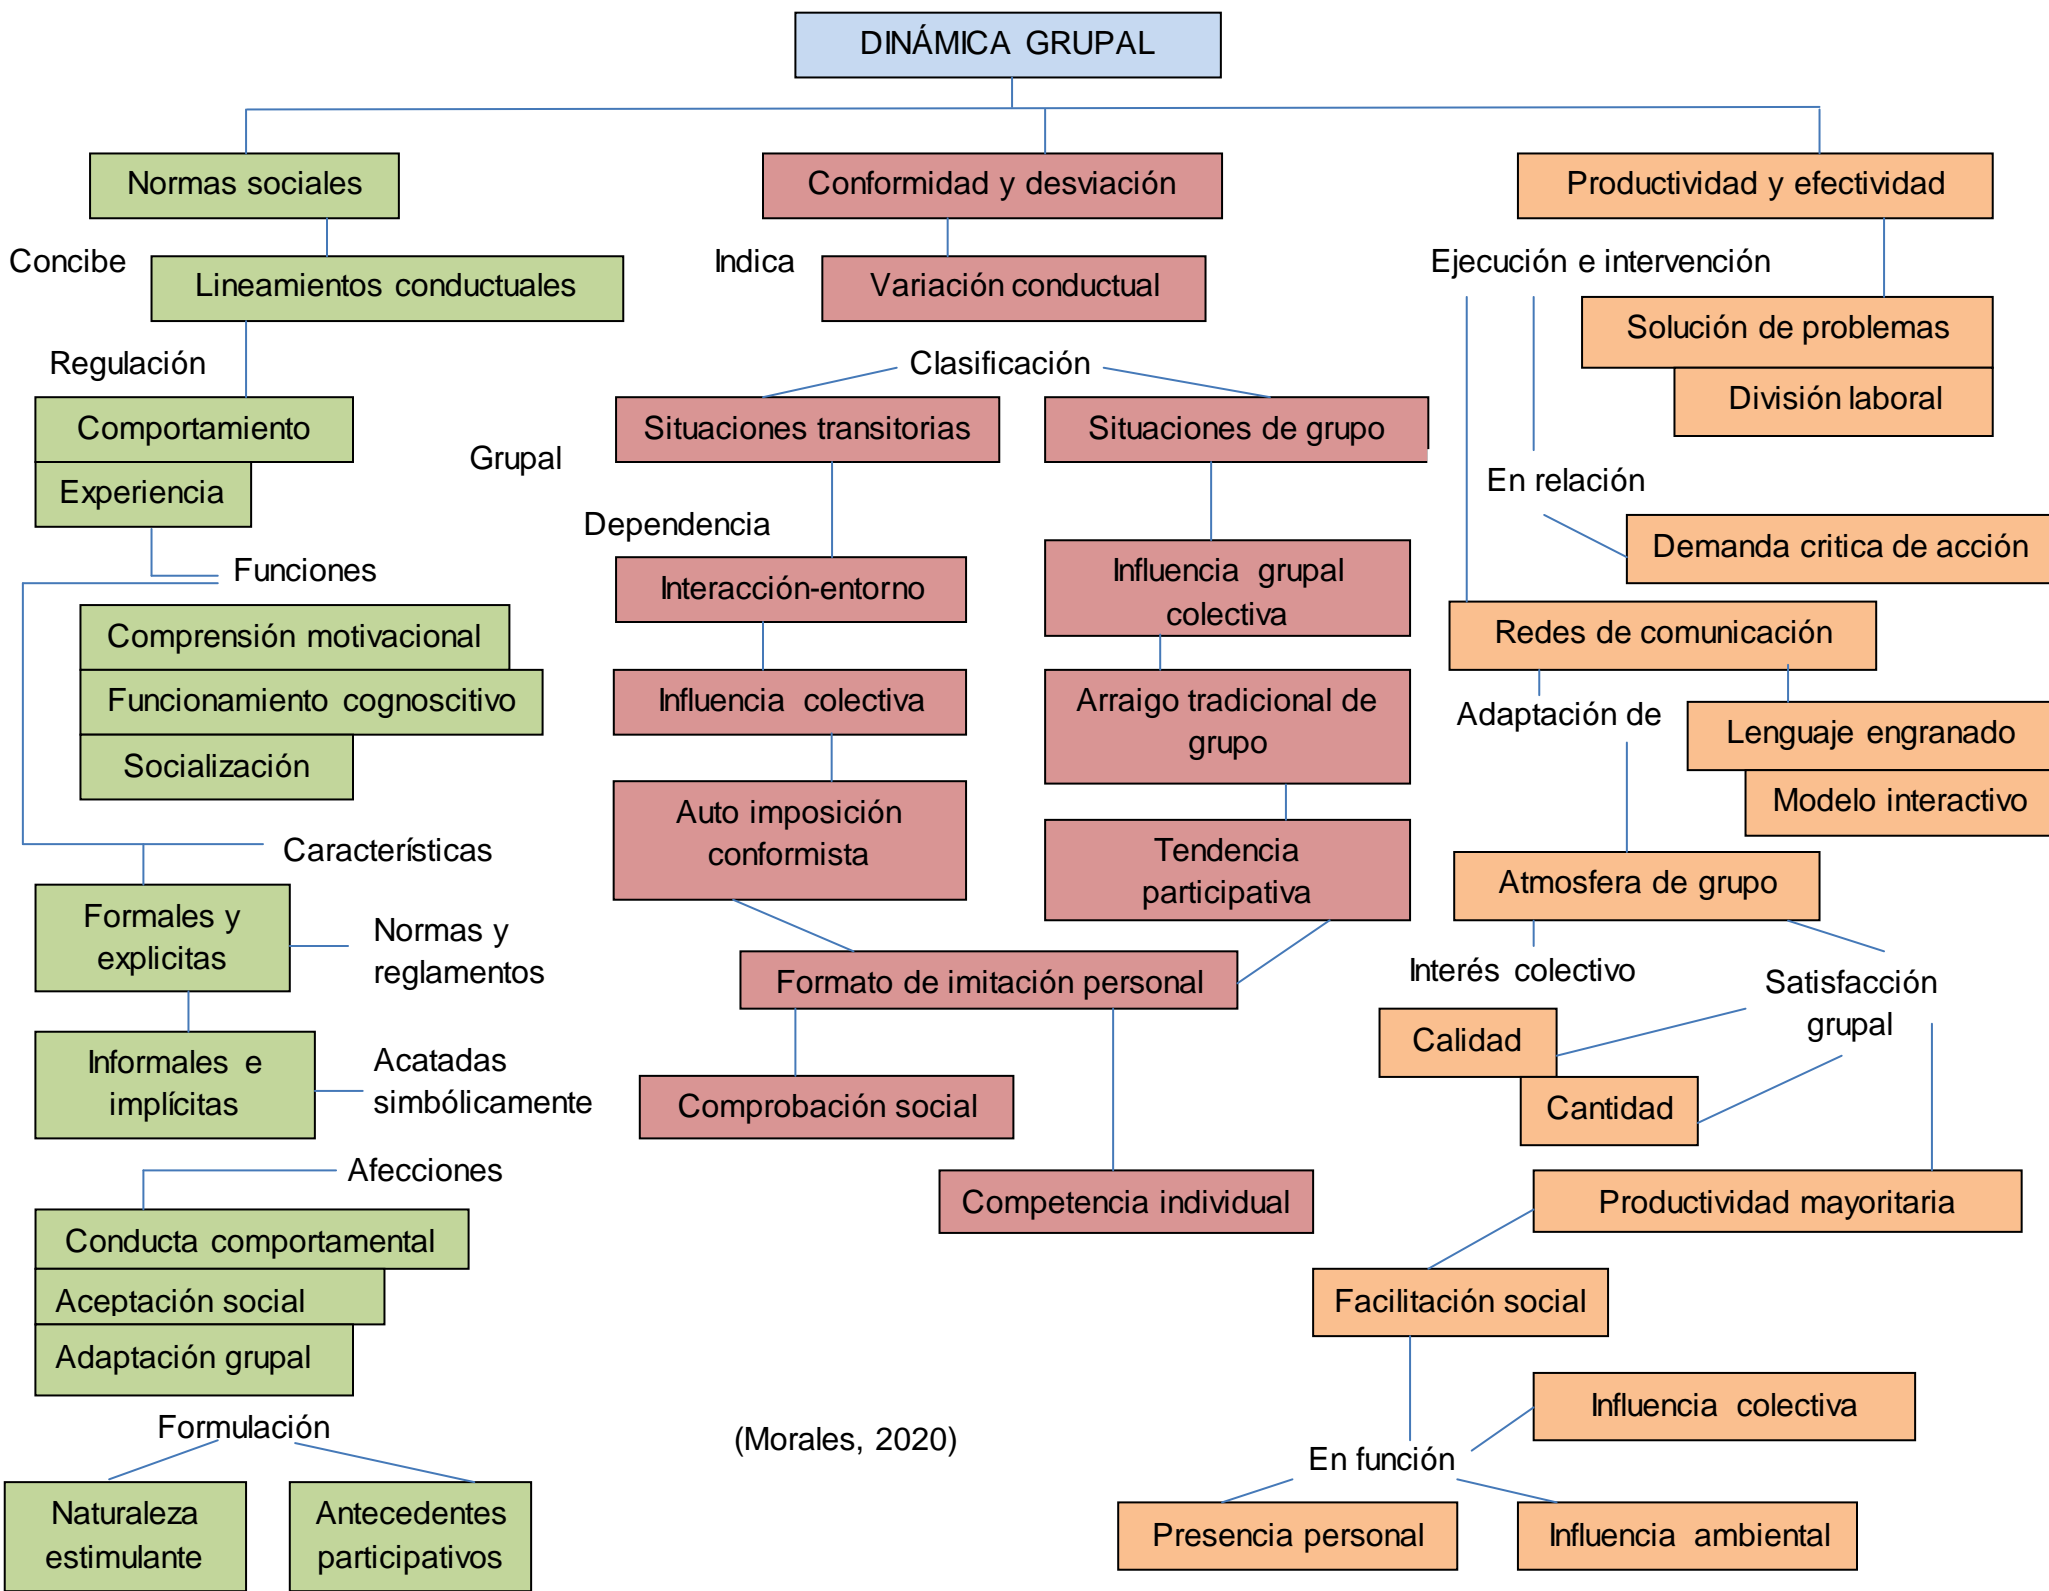 DINÁMICA GRUPAL
Normas sociales
Concibe
Lineamientos conductuales
Regulación
Comportamiento
Experiencia
Funciones
Comprensión motivacional
Funcionamiento cognoscitivo
Socialización
Características
Formales y
explicitas
Normas y
reglamentos
Informales e
implícitas
Acatadas
simbólicamente
Afecciones
Conducta comportamental
Aceptación social
Adaptación grupal
Formulación
Naturaleza
estimulante
Antecedentes
participativos
Conformidad y desviación
Indica
Variación conductual
Clasificación
Grupal
Situaciones transitorias
Dependencia
Interacción-entorno
Influencia colectiva
Auto imposición
conformista
Situaciones de grupo
Influencia grupal
colectiva
Arraigo tradicional de
grupo
Tendencia
participativa
Formato de imitación personal
Comprobación social
Competencia individual
(Morales, 2020)
Productividad y efectividad
Ejecución e intervención
Solución de problemas
División laboral
En relación
Demanda critica de acción
Redes de comunicación
Adaptación de
Lenguaje engranado
Modelo interactivo
Atmosfera de grupo
Interés colectivo
Satisfacción
grupal
Calidad
Cantidad
Productividad mayoritaria
Facilitación social
En función
Influencia colectiva
Presencia personal
Influencia ambiental